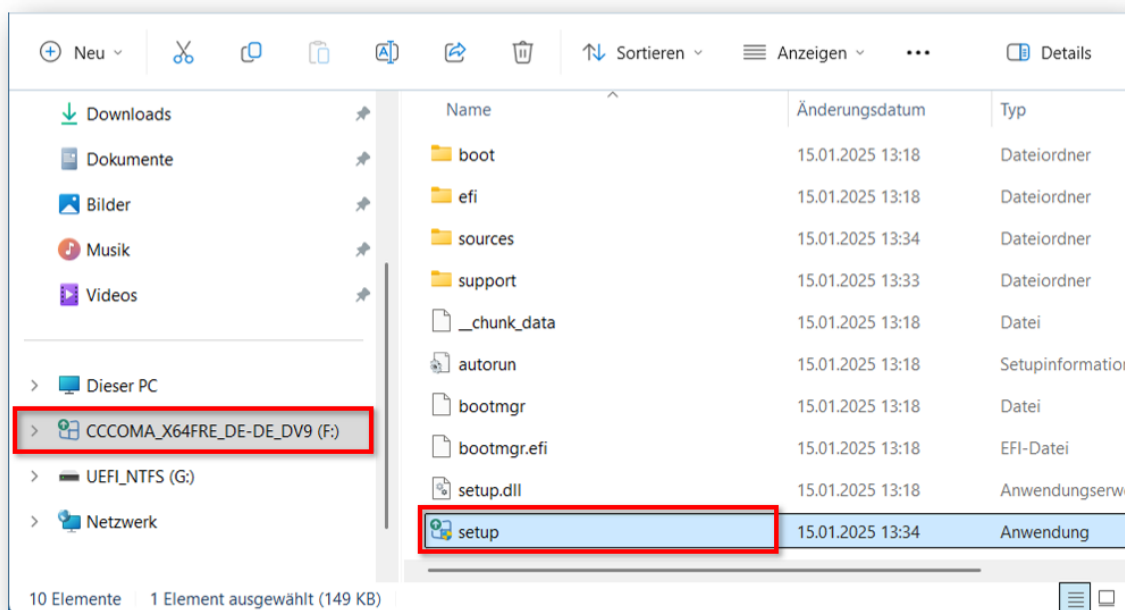 Neu Sortieren Anzeigen Details
Name Änderungsdatum Typ
Downloads
Dokumente
Bilder
Musik
Videos
Dieser PC
CCCOMA_X64FRE_DE-DE_DV9 (F:)
UEFI_NTFS (G:)
Netzwerk
boot 15.01.2025 13:18 Dateiordner
efi 15.01.2025 13:18 Dateiordner
sources 15.01.2025 13:34 Dateiordner
support 15.01.2025 13:33 Dateiordner
__chunk_data 15.01.2025 13:18 Datei
autorun 15.01.2025 13:18 Setupinformation
bootmgr 15.01.2025 13:18 Datei
bootmgr.efi 15.01.2025 13:18 EFI-Datei
setup.dll 15.01.2025 13:18 Anwendungserwe
setup 15.01.2025 13:34 Anwendung
10 Elemente 1 Element ausgewählt (149 KB)